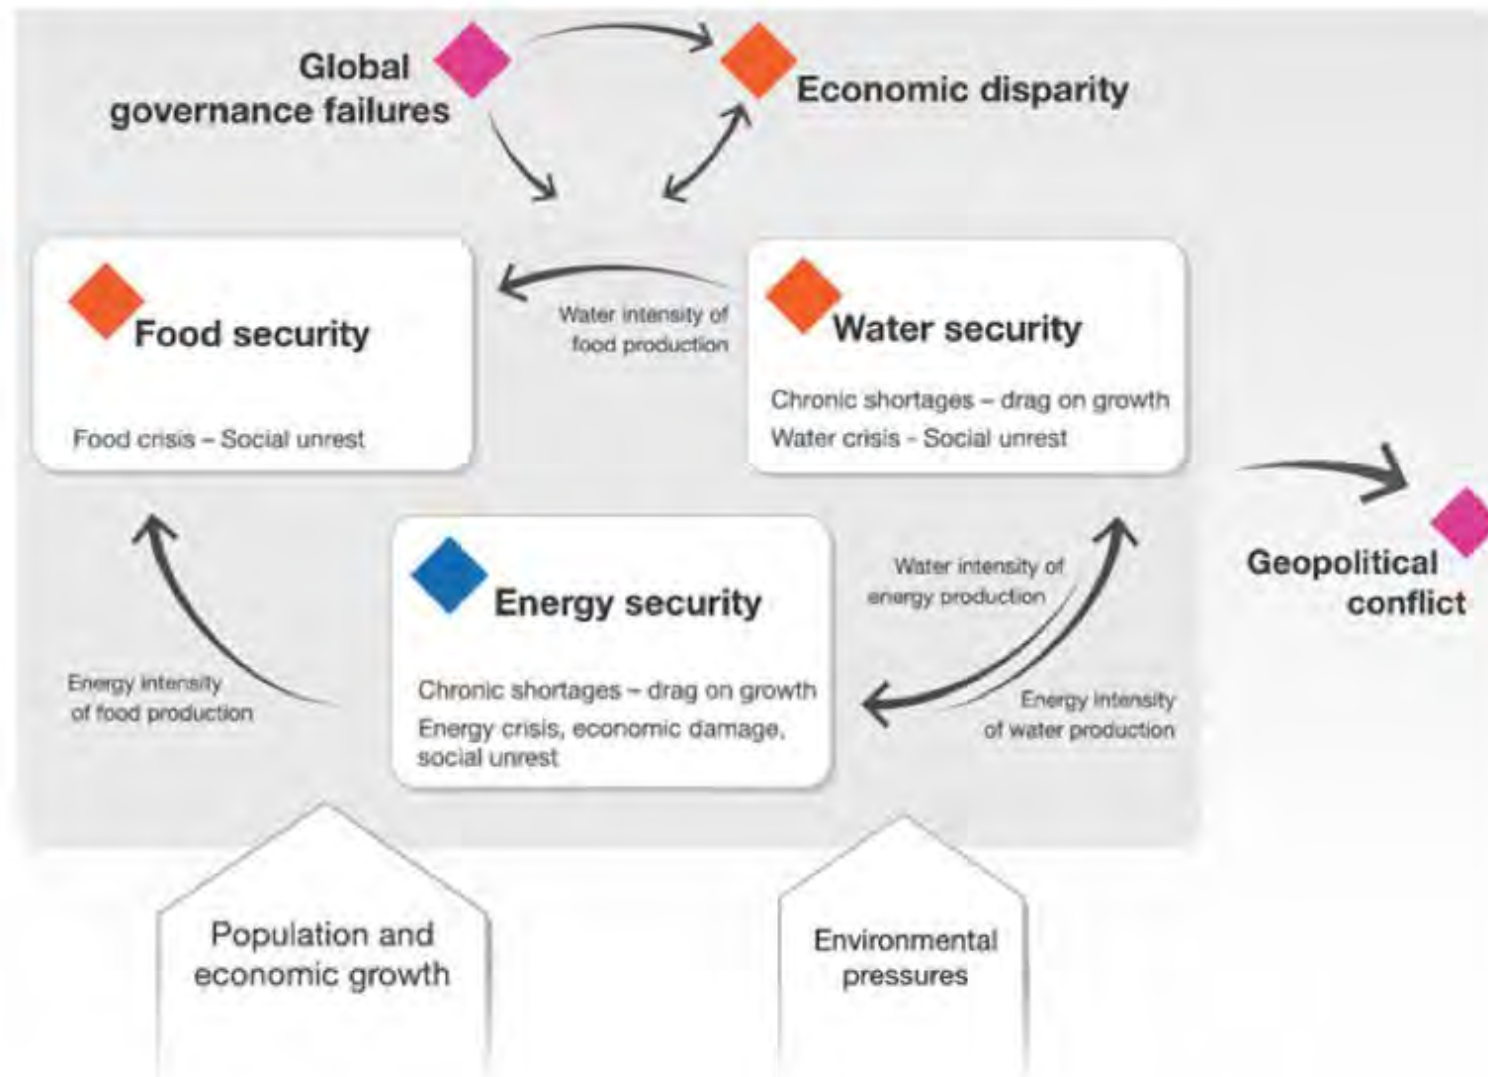 Global
governance failures
Economic disparity
Food security
Food crisis – Social unrest
Water intensity of
food production
Water security
Chronic shortages – drag on growth
Water crisis - Social unrest
Geopolitical
conflict
Energy security
Chronic shortages – drag on growth
Energy crisis, economic damage,
social unrest
Water intensity of
energy production
Energy intensity
of water production
Energy intensity
of food production
Population and
economic growth
Environmental
pressures